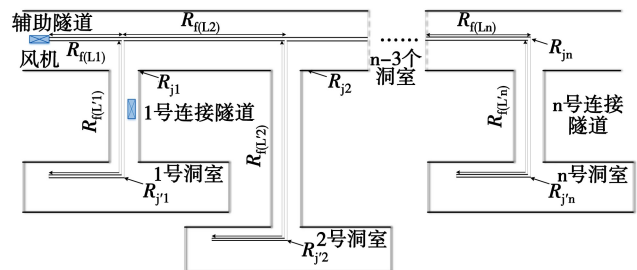 辅助隧道
风机
R_f(L1)
R_f(L2)
R_f(Ln)
R_jn
......
n-3个
洞室
R_j1
R_j2
1号连接隧道
n号连接
隧道
R_f(L'1)
R_f(L'2)
R_f(L'n)
1号洞室
R_j'1
n号洞室
R_j'n
2号洞室
R_j'2